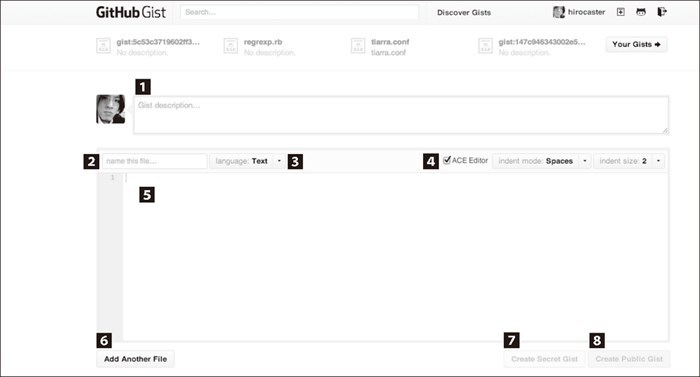 GitHub Gist Search... Discover Gists hirocaster
gist:5c53c3719602ff3... regrexp.rb tiarra.conf gist:147c946343002e5... Your Gists
No description. No description. tiarra.conf No description.
1
Gist description...
2 name this file... language: Text 3 4 ACE Editor indent mode: Spaces indent size: 2
1
5
6 7 8
Add Another File Create Secret Gist Create Public Gist